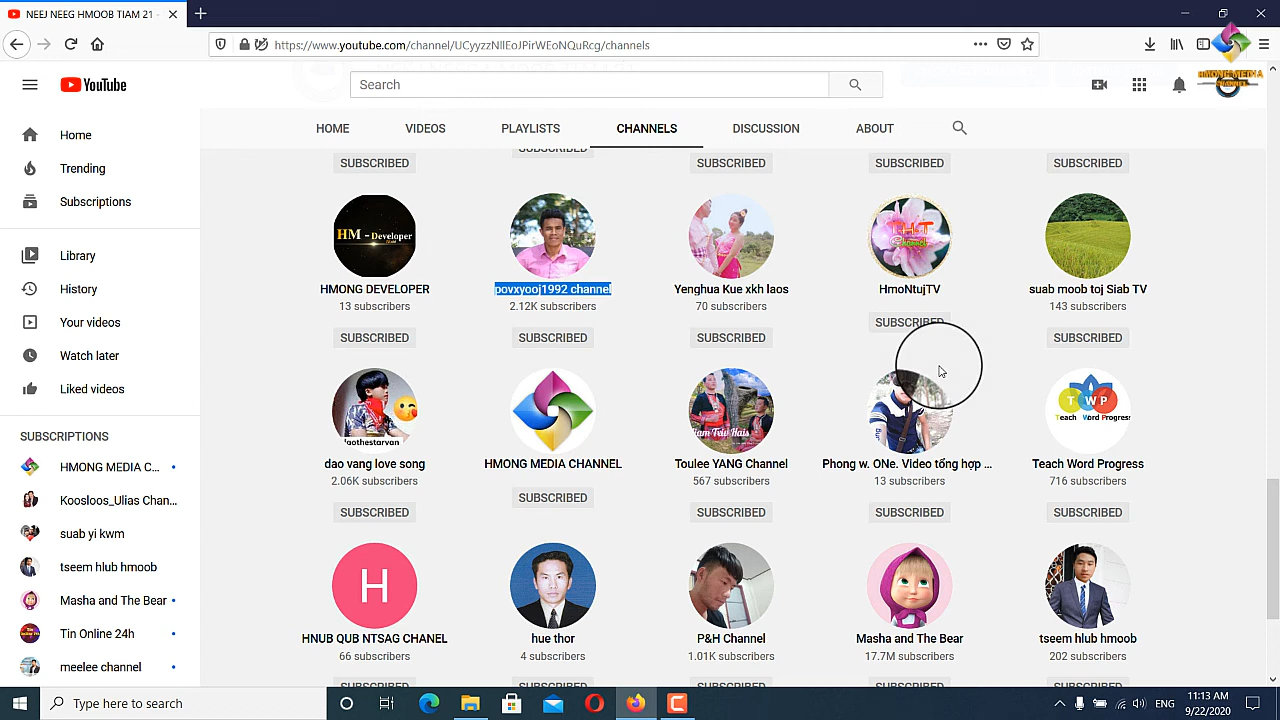 NEEJ NEEG HMOOB TIAM 21 -
https://www.youtube.com/channel/UCyyzzNIlEoJPirWEoNQuRcg/channels
HMONG MEDIA
CHANNEL
YouTube
Search
HOME
VIDEOS
PLAYLISTS
CHANNELS
DISCUSSION
ABOUT
Home
Trending
Subscriptions
Library
History
Your videos
Watch later
Liked videos
SUBSCRIPTIONS
HMONG MEDIA C...
Koosloos_Ulias Chan...
suab yi kwm
tseem hlub hmoob
Masha and The Bear
Tin Online 24h
meelee channel
SUBSCRIBED
SUBSCRIBED
SUBSCRIBED
SUBSCRIBED
SUBSCRIBED
HM - Developer
HMONG DEVELOPER
13 subscribers
SUBSCRIBED
povxyooj1992 channel
2.12K subscribers
SUBSCRIBED
Yenghua Kue xkh laos
70 subscribers
SUBSCRIBED
HmoNtujTV
SUBSCRIBED
suab moob toj Siab TV
143 subscribers
SUBSCRIBED
laothestarvan
dao vang love song
2.06K subscribers
SUBSCRIBED
HMONG MEDIA CHANNEL
SUBSCRIBED
Toulee YANG Channel
567 subscribers
SUBSCRIBED
Phong w. ONe. Video tổng hợp ...
13 subscribers
SUBSCRIBED
T W P
Teach Word Progress
Teach Word Progress
716 subscribers
SUBSCRIBED
H
HNUB QUB NTSAG CHANEL
66 subscribers
hue thor
4 subscribers
P&H Channel
1.01K subscribers
Masha and The Bear
17.7M subscribers
tseem hlub hmoob
202 subscribers
Type here to search
ENG
11:13 AM
9/22/2020